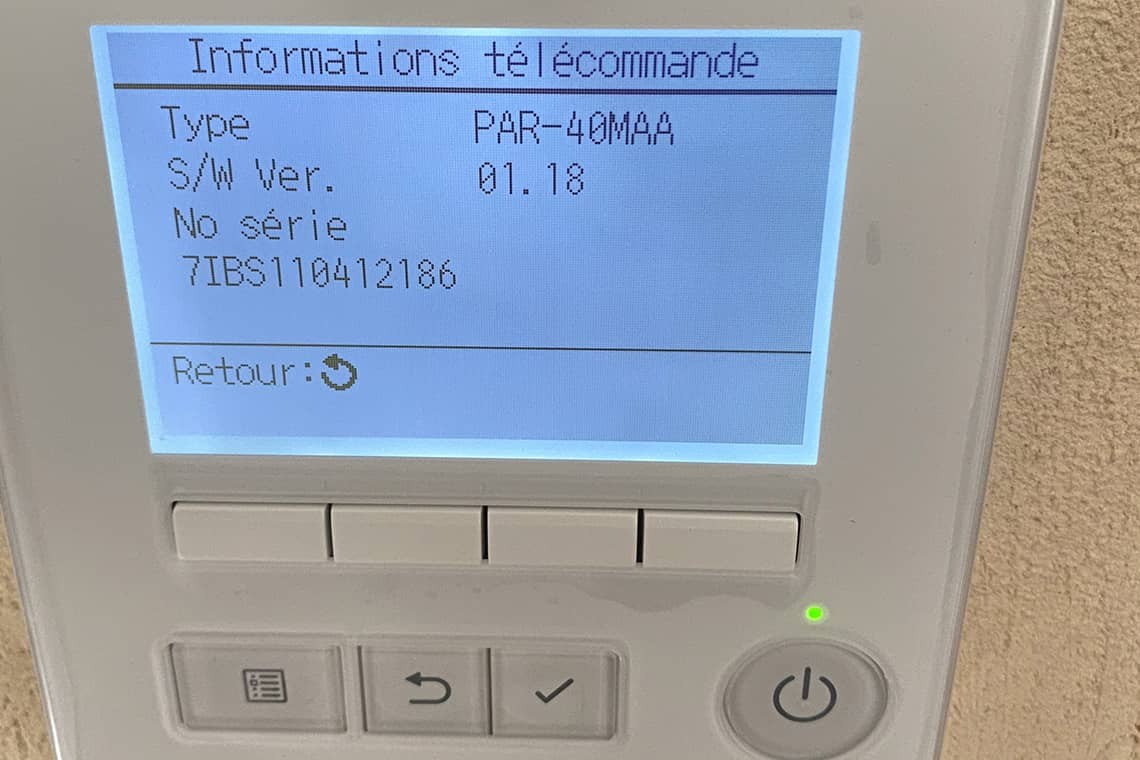 Informations télécommande
Type PAR-40MAA
S/W Ver. 01.18
No série
7IBS110412186
Retour: